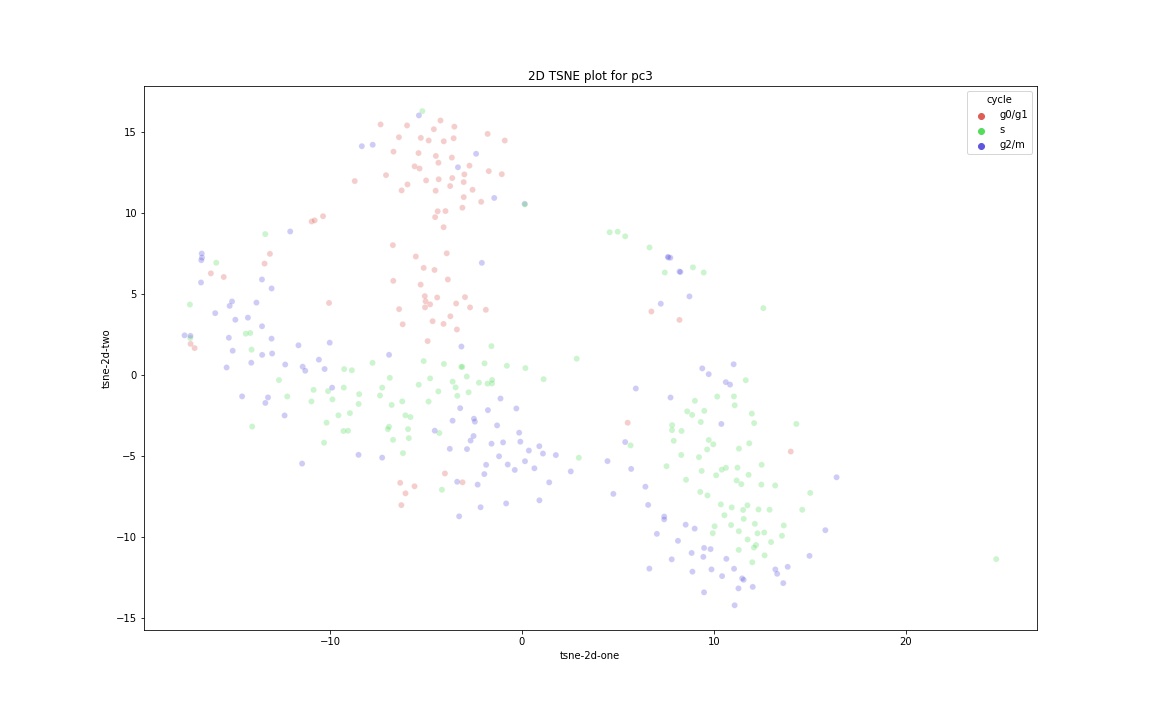 2D TSNE plot for pc3
cycle
g0/g1
s
g2/m
15
10
5
0
−5
−10
−15
tsne-2d-two
−10
0
10
20
tsne-2d-one